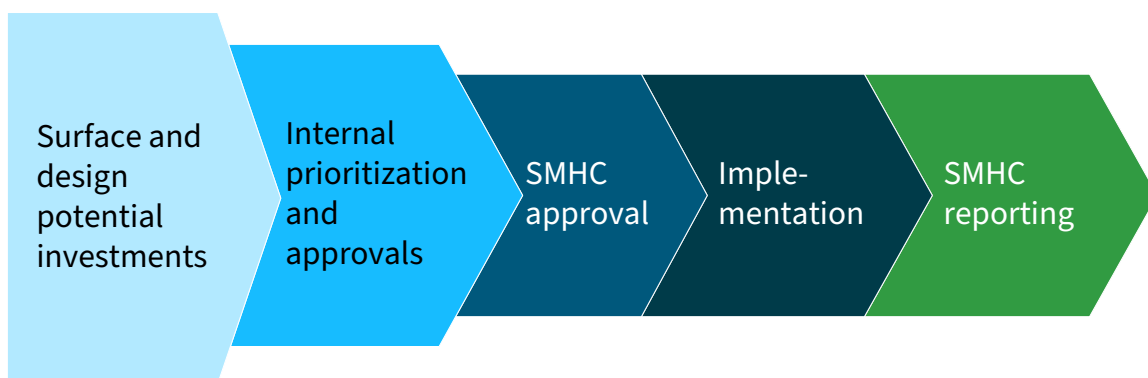 Surface and
design
potential
investments
Internal
prioritization
and
approvals
SMHC
approval
Imple-
mentation
SMHC
reporting